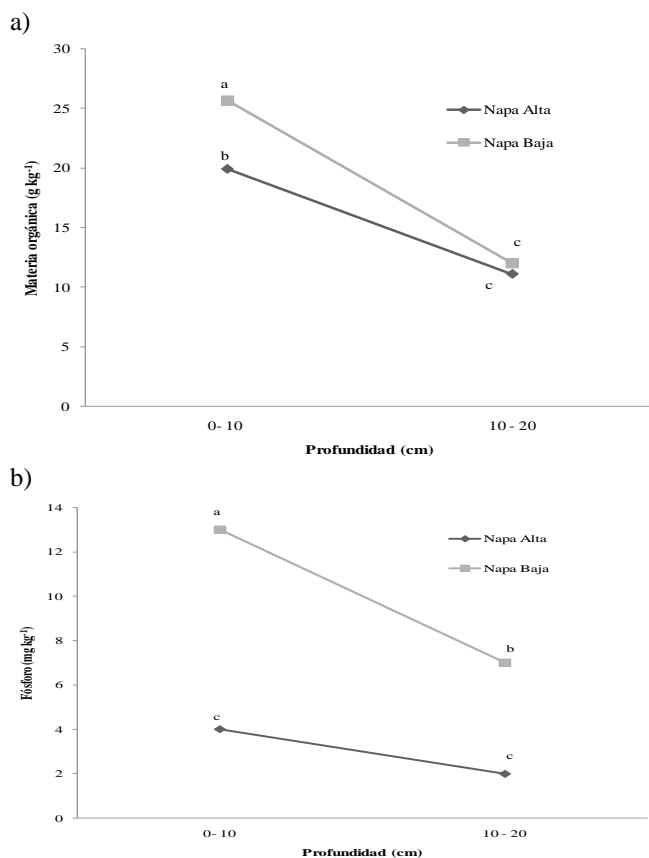 a)
30
25
20
15
10
5
0
Materia orgánica (g kg-1)
a
b
c
c
Napa Alta
Napa Baja
0- 10
10 - 20
Profundidad (cm)
b)
14
12
10
8
6
4
2
0
Fósforo (mg kg-1)
a
b
c
c
Napa Alta
Napa Baja
0- 10
10 - 20
Profundidad (cm)